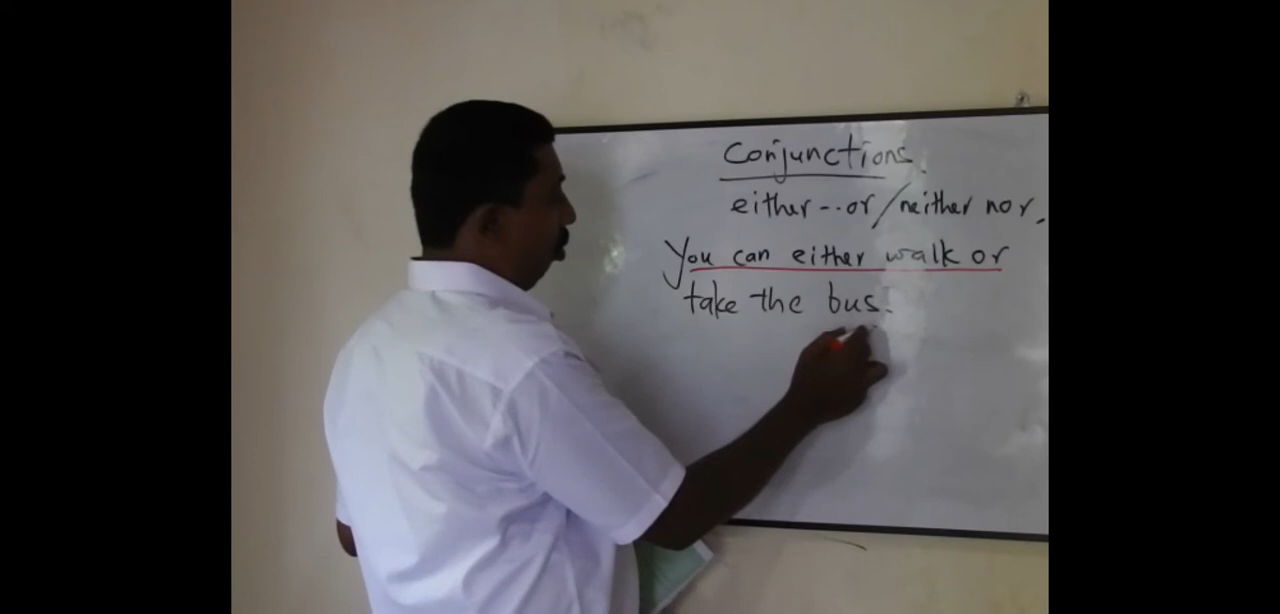 Conjunctions.
either --- or / neither nor,
You can either walk or
take the bus.